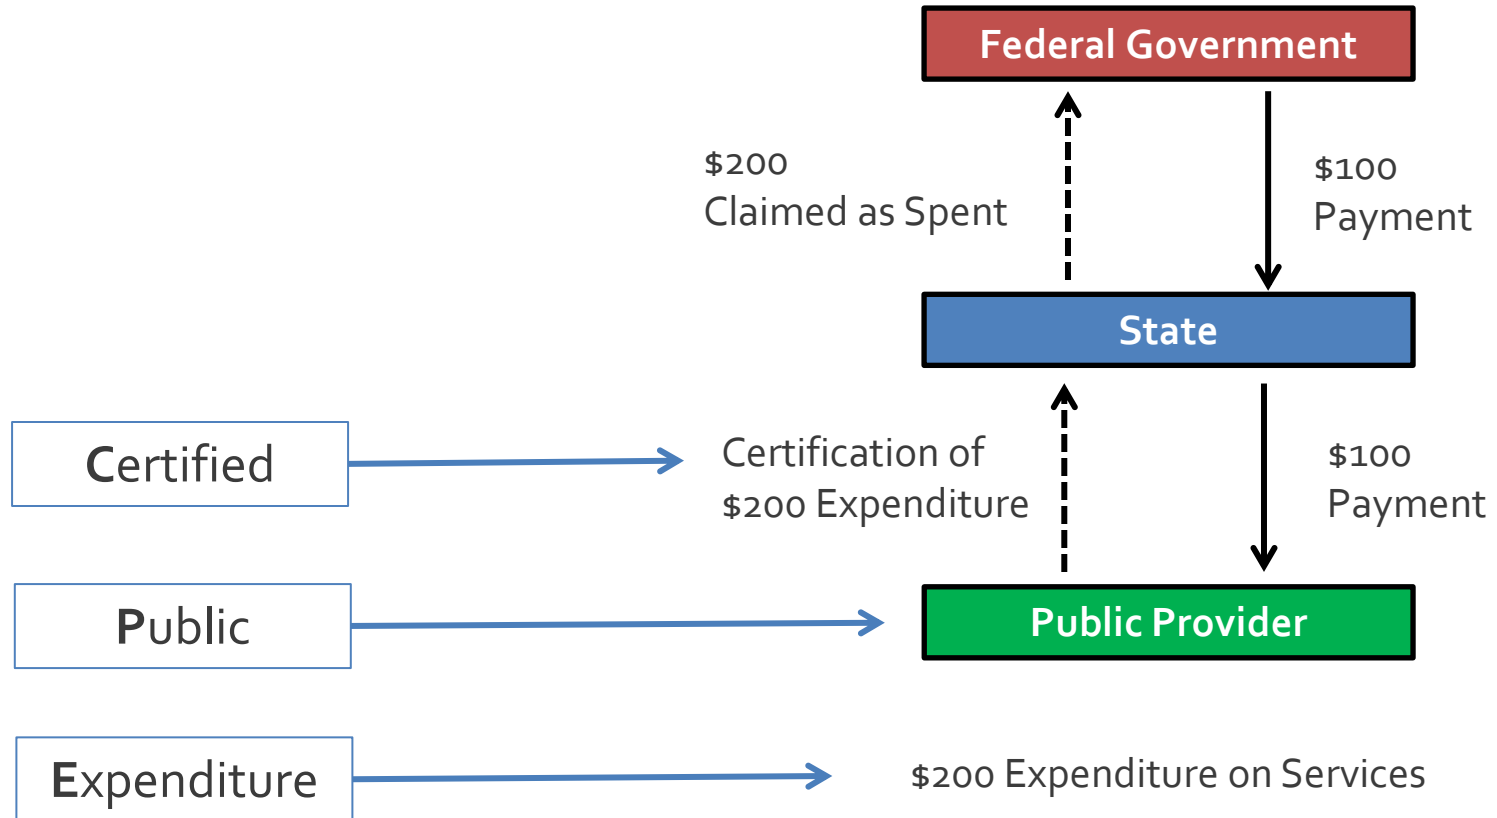 Federal Government
$200
Claimed as Spent
$100
Payment
State
Certified
Certification of
$200 Expenditure
$100
Payment
Public
Public Provider
Expenditure
$200 Expenditure on Services